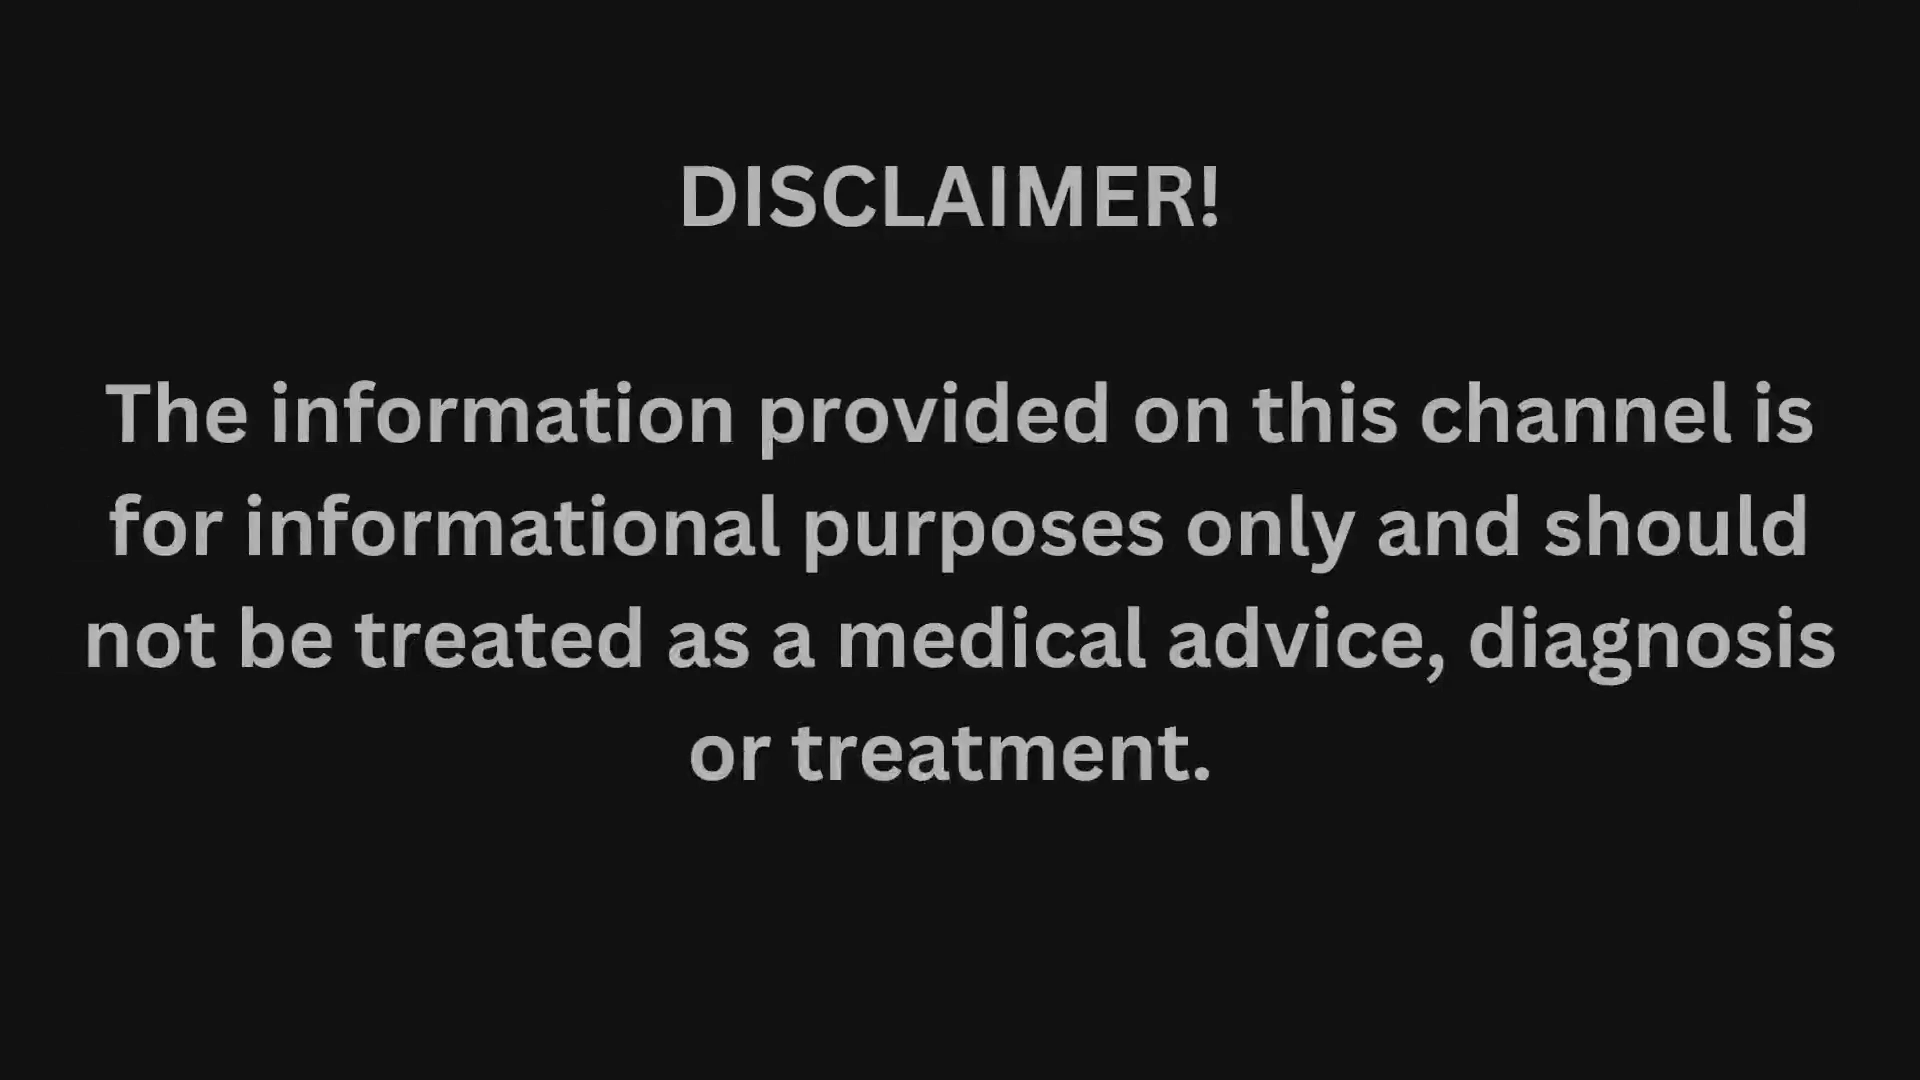 DISCLAIMER!
The information provided on this channel is
for informational purposes only and should
not be treated as a medical advice, diagnosis
or treatment.